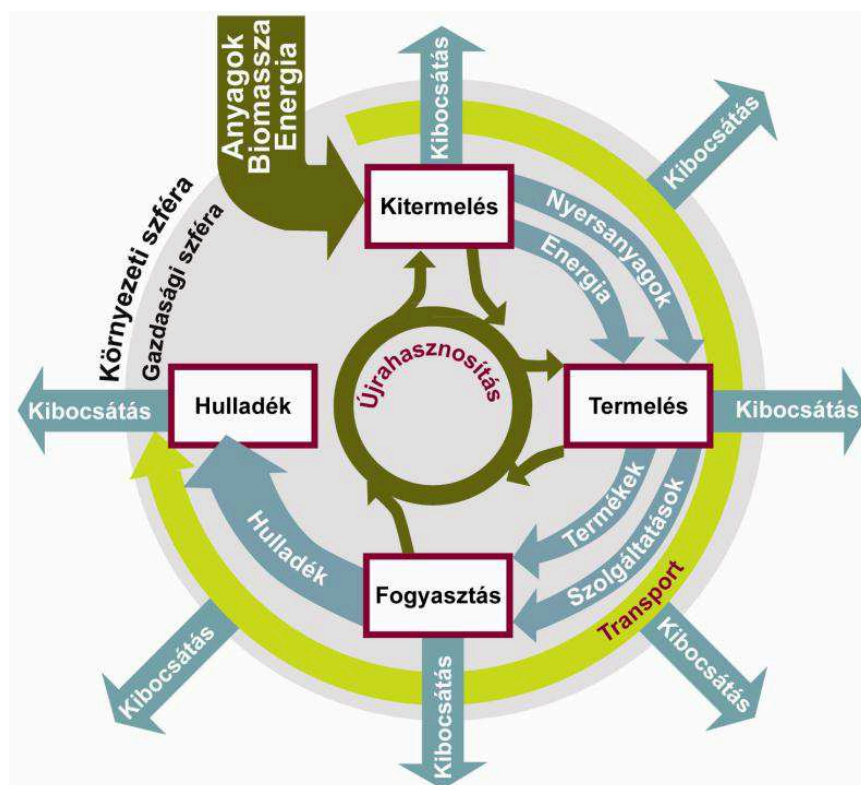 Anyagok
Biomassza
Energia
Kibocsátás
Kibocsátás
Környezeti szféra
Gazdasági szféra
Kitermelés
Nyersanyagok
Energia
Újrahasznosítás
Kibocsátás
Hulladék
Termelés
Kibocsátás
Hulladék
Termékek
Szolgáltatások
Fogyasztás
Transport
Kibocsátás
Kibocsátás
Kibocsátás